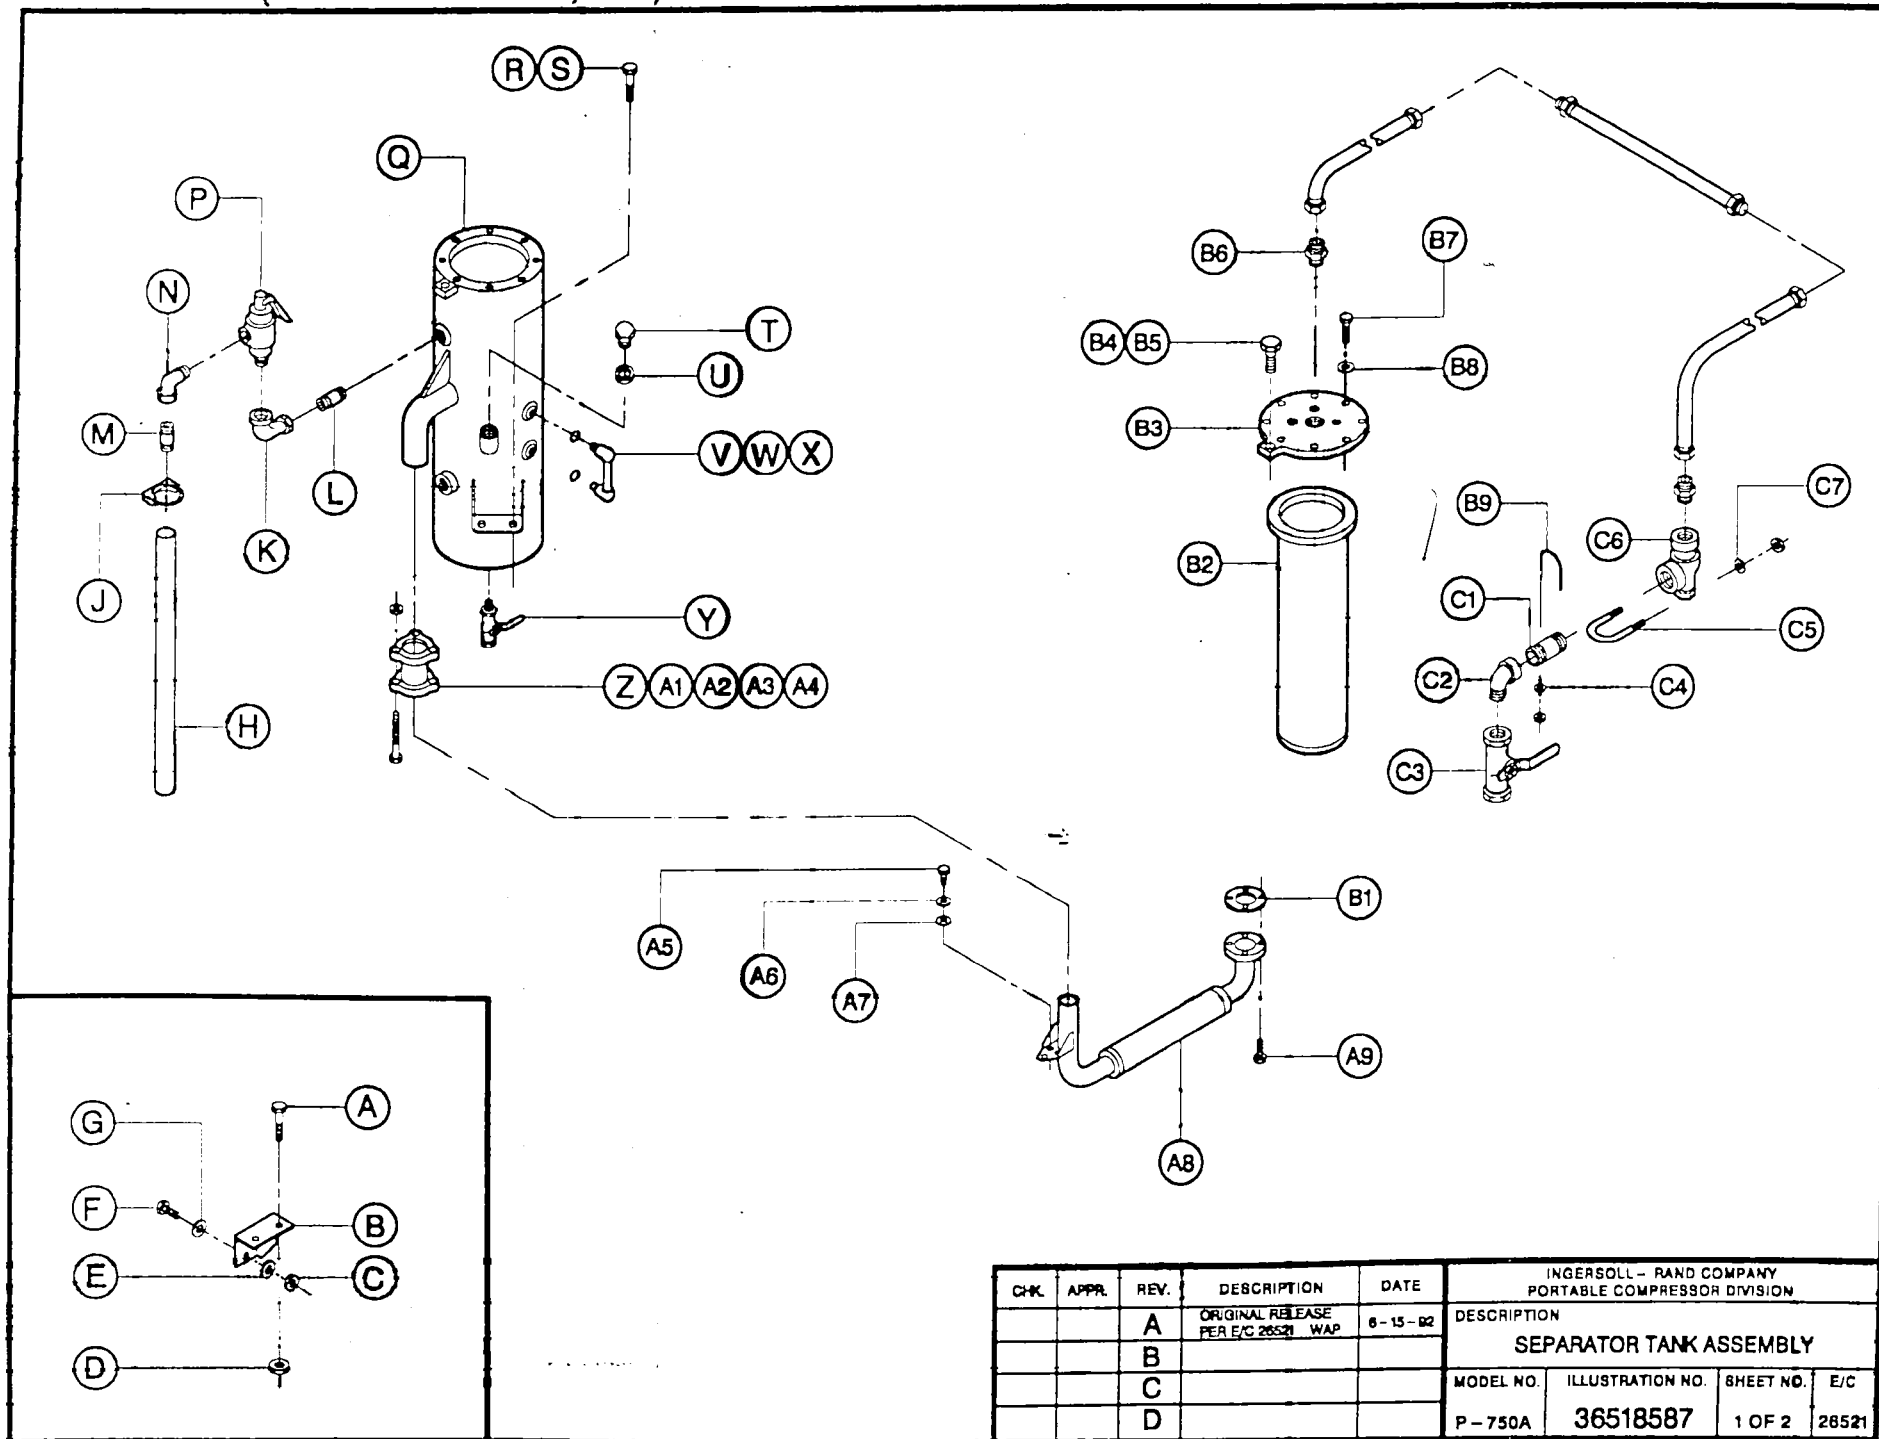 R S
Q
P
N
T
U
B6
B7
B4 B5
B8
B3
M
V W X
L
B9
C7
C6
K
B2
J
C1
Y
C5
Z A1 A2 A3 A4
C2
C4
H
C3
B1
A5
A6
A7
A9
A
G
A8
F
B
E
C
D
CHK. APPR. REV. DESCRIPTION DATE
A ORIGINAL RELEASE 6-15-92
PER E/C 26521 WAP
B
C
D
INGERSOLL-RAND COMPANY
PORTABLE COMPRESSOR DIVISION
DESCRIPTION
SEPARATOR TANK ASSEMBLY
MODEL NO. ILLUSTRATION NO. SHEET NO. E/C
P-750A 36518587 1 OF 2 26521